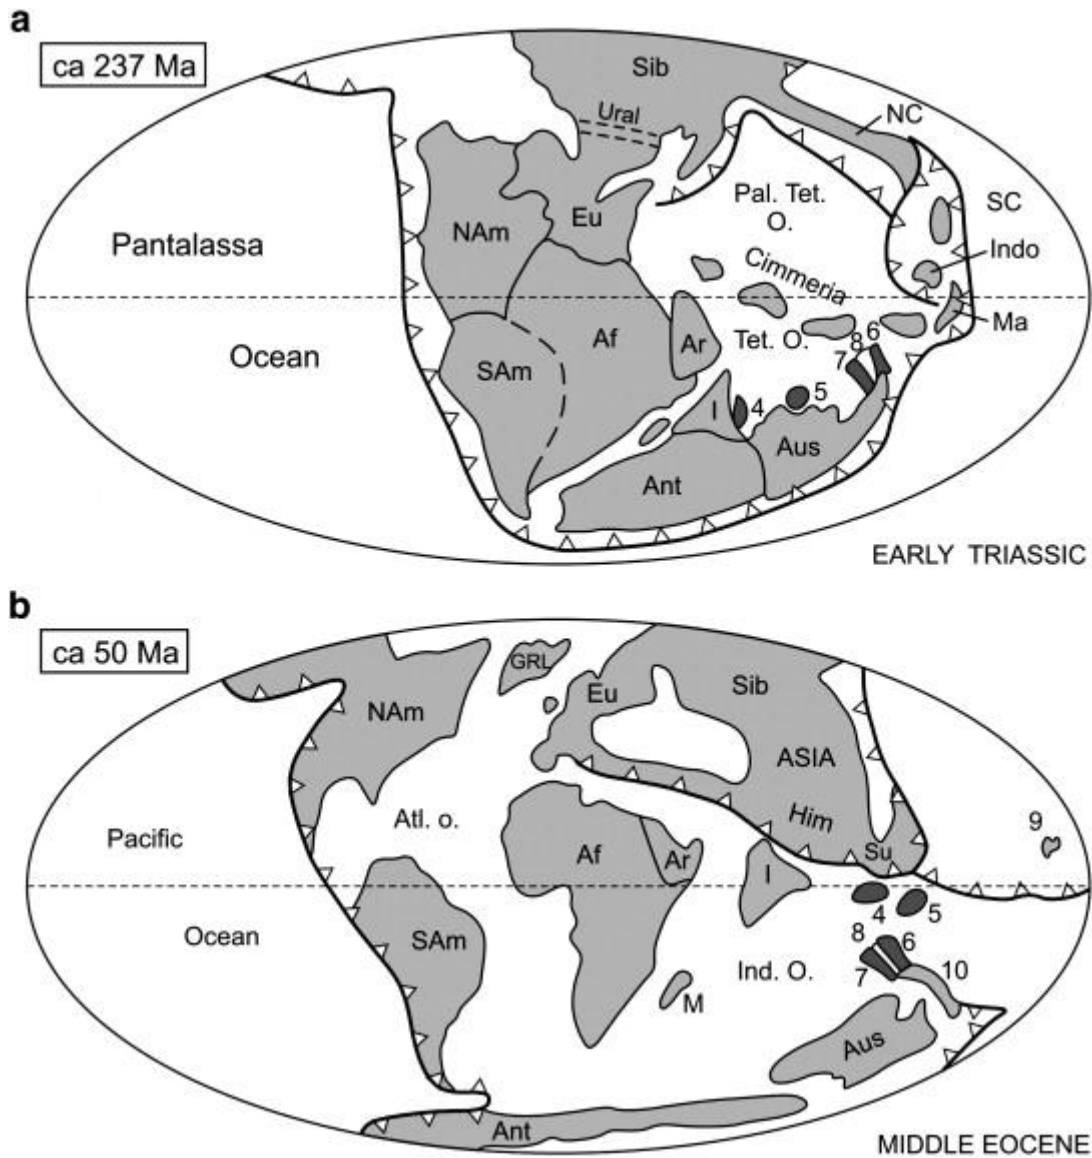 a
ca 237 Ma
Sib
Ural
NC
Pal. Tet.
O.
SC
NAm
Eu
Pantalassa
Cimmeria
Indo
Ma
Ocean
Af
Ar
Tet. O.
8 6
7
SAm
I
4
5
Aus
Ant
EARLY TRIASSIC
b
ca 50 Ma
GRL
Eu
Sib
NAm
ASIA
Him
Atl. o.
Pacific
9
Su
Af
Ar
I
4
5
Ocean
SAm
8
6
7
10
Ind. O.
M
Aus
Ant
MIDDLE EOCENE